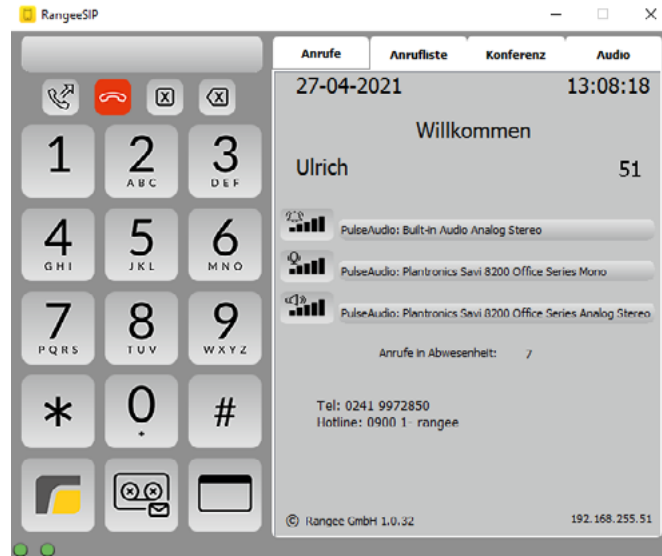 RangeeSIP
Anrufe Anrufliste Konferenz Audio
27-04-2021 13:08:18
Willkommen
Ulrich 51
PulseAudio: Built-in Audio Analog Stereo
PulseAudio: Plantronics Savi 8200 Office Series Mono
PulseAudio: Plantronics Savi 8200 Office Series Analog Stereo
Anrufe in Abwesenheit: 7
Tel: 0241 9972850
Hotline: 0900 1- rangee
© Rangee GmbH 1.0.32 192.168.255.51
X X
1 2 3
ABC DEF
4 5 6
GHI JKL MNO
7 8 9
PQRS TUV WXYZ
* 0 #
+